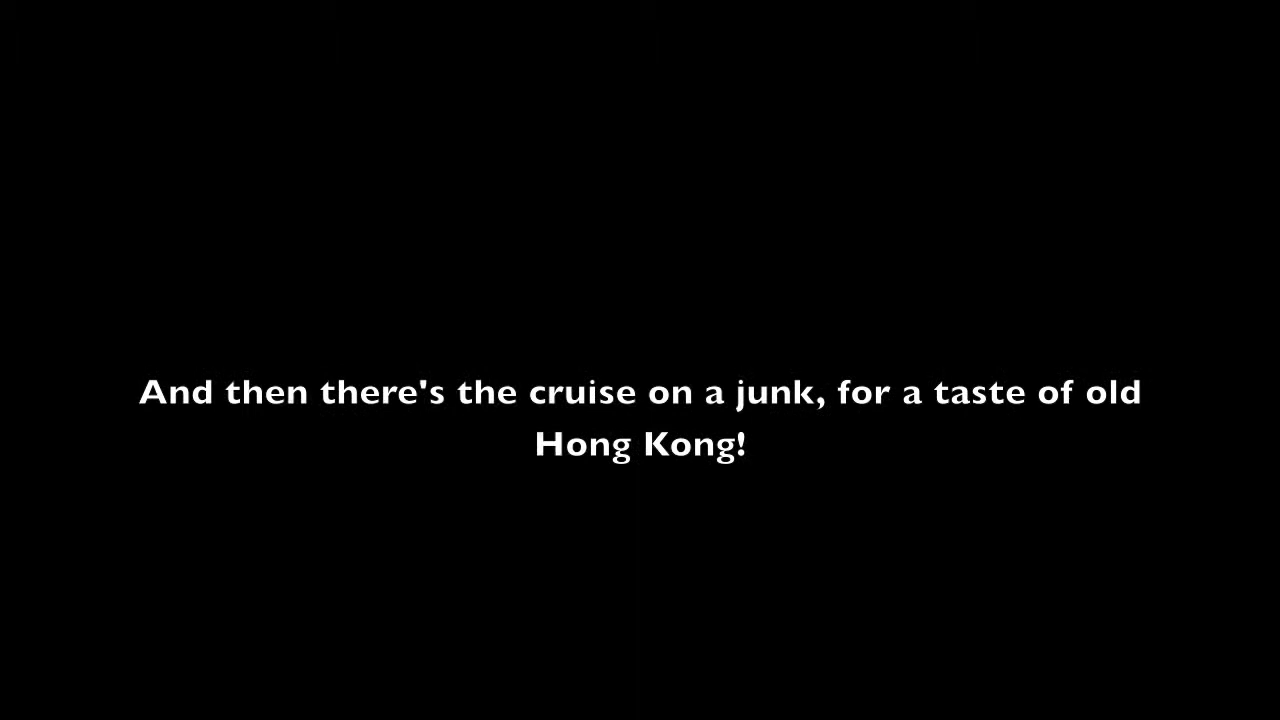 And then there's the cruise on a junk, for a taste of old
Hong Kong!